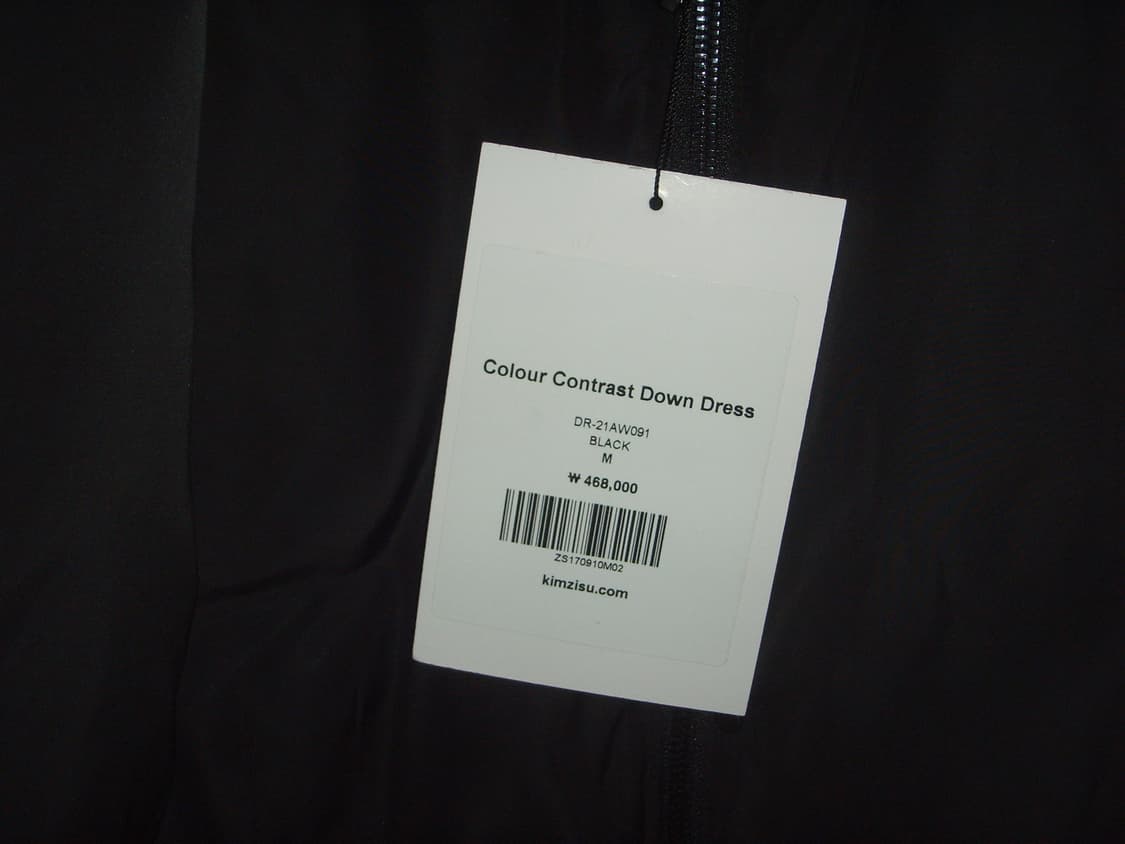 Colour Contrast Down Dress
DR-21AW091
BLACK
M
₩ 468,000
ZS170910M02
kimzisu.com